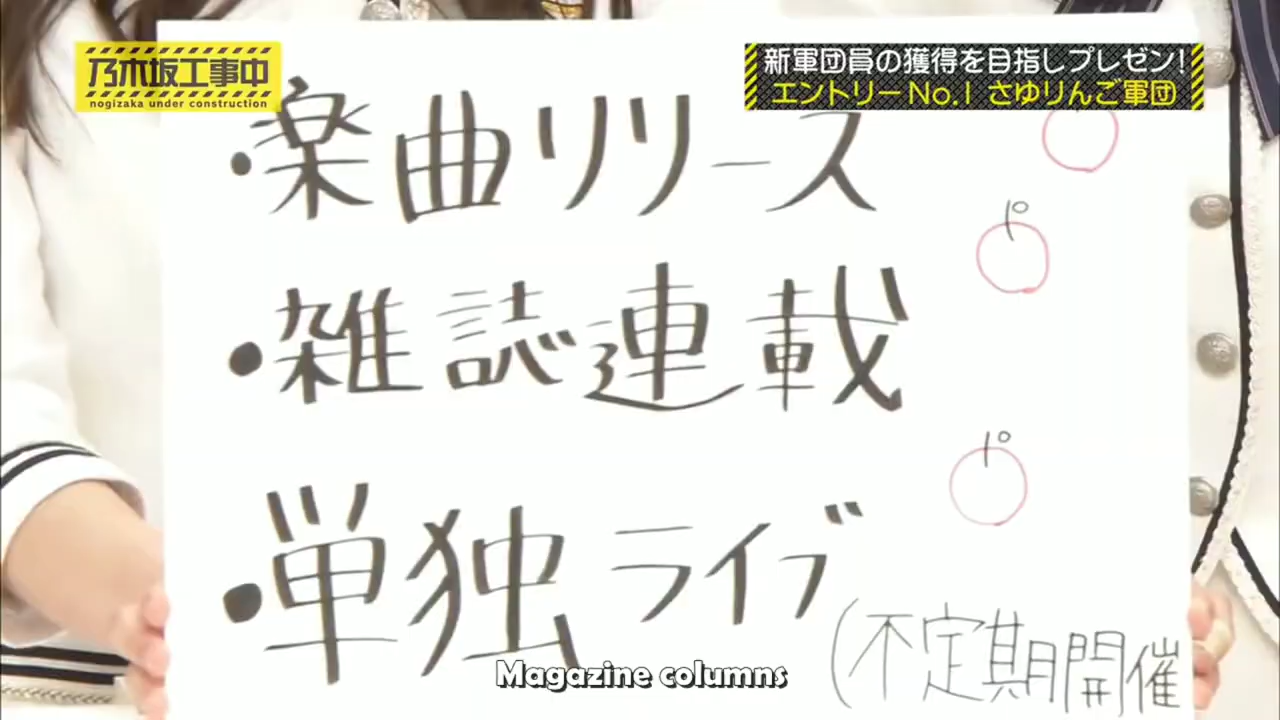 乃木坂工事中
nogizaka under construction
新軍団員の獲得を目指しプレゼン!
エントリーNo.1 さゆりんご軍団
・楽曲リリース
・雑誌連載
・単独ライブ
(不定期開催
Magazine columns